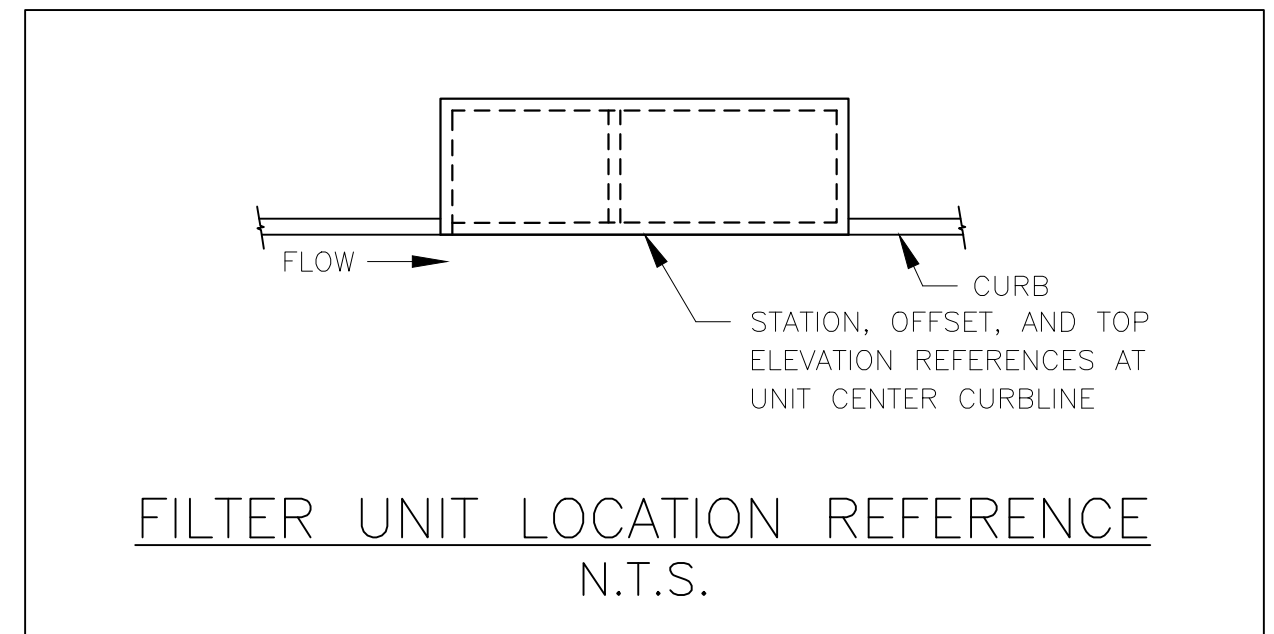 FLOW
CURB
STATION, OFFSET, AND TOP
ELEVATION REFERENCES AT
UNIT CENTER CURBLINE
FILTER UNIT LOCATION REFERENCE
N.T.S.